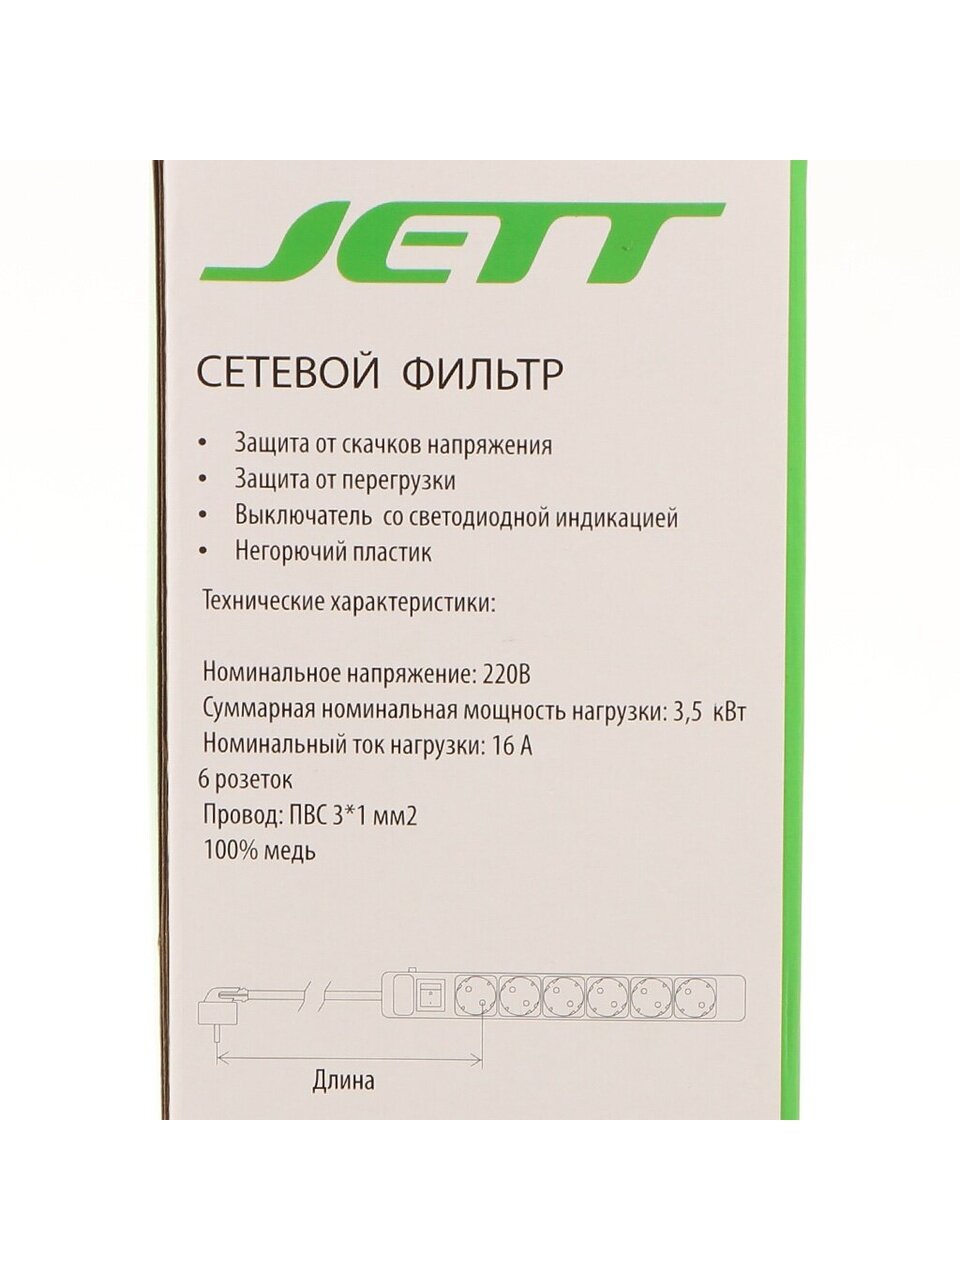 JETT
СЕТЕВОЙ ФИЛЬТР
• Защита от скачков напряжения
• Защита от перегрузки
• Выключатель со светодиодной индикацией
• Негорючий пластик
Технические характеристики:
Номинальное напряжение: 220В
Суммарная номинальная мощность нагрузки: 3,5 кВт
Номинальный ток нагрузки: 16 А
6 розеток
Провод: ПВС 3*1 мм2
100% медь
Длина